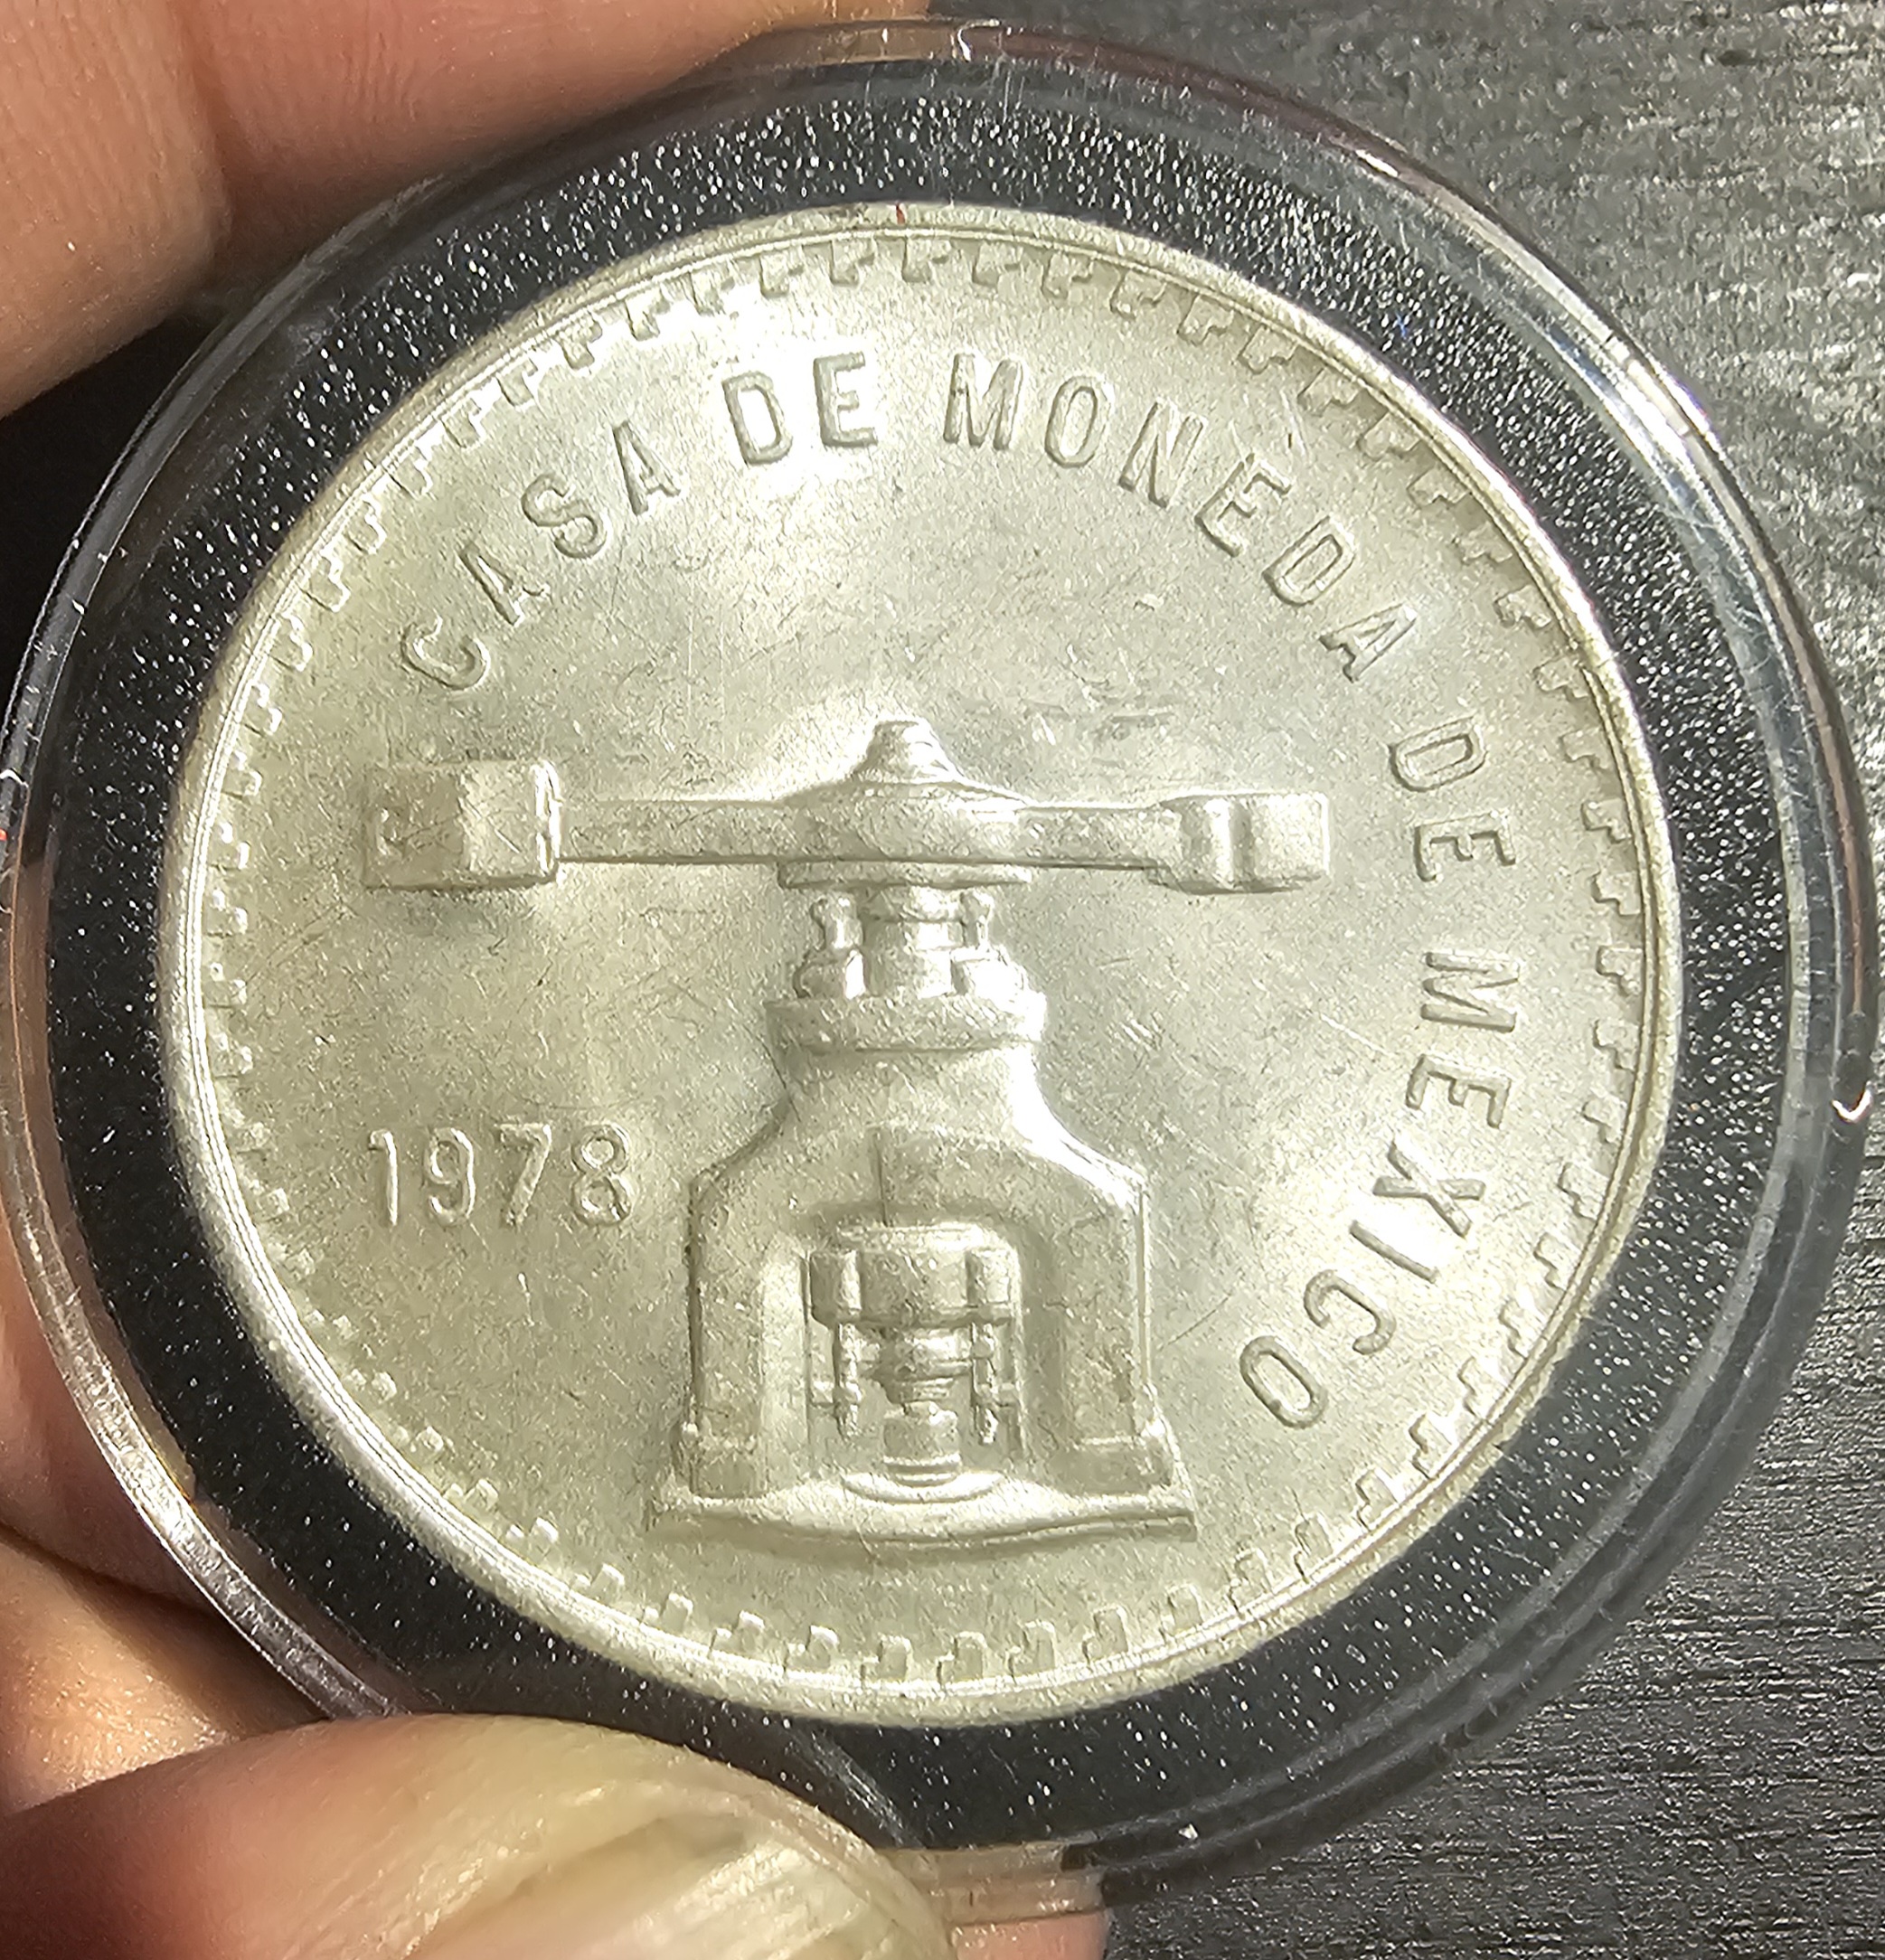 CASA DE MONEDA DE MEXICO
1978